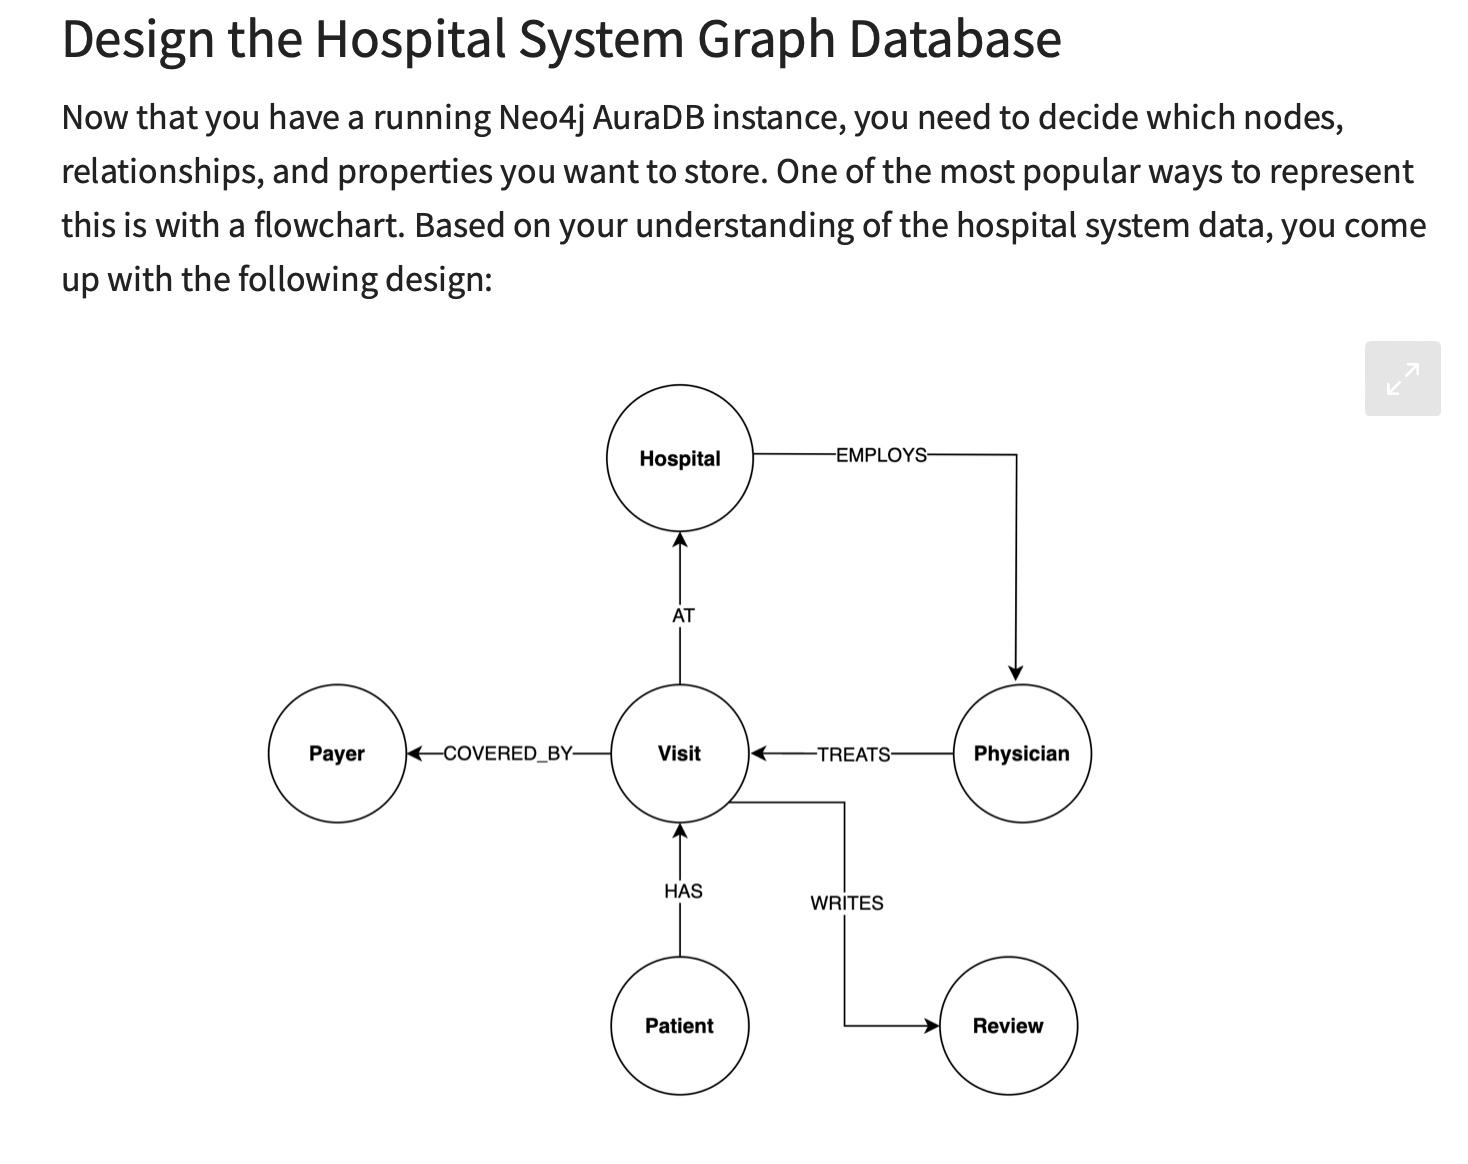 Design the Hospital System Graph Database
Now that you have a running Neo4j AuraDB instance, you need to decide which nodes,
relationships, and properties you want to store. One of the most popular ways to represent
this is with a flowchart. Based on your understanding of the hospital system data, you come
up with the following design:
Hospital
EMPLOYS
AT
Payer
COVERED_BY
Visit
TREATS
Physician
HAS
WRITES
Patient
Review